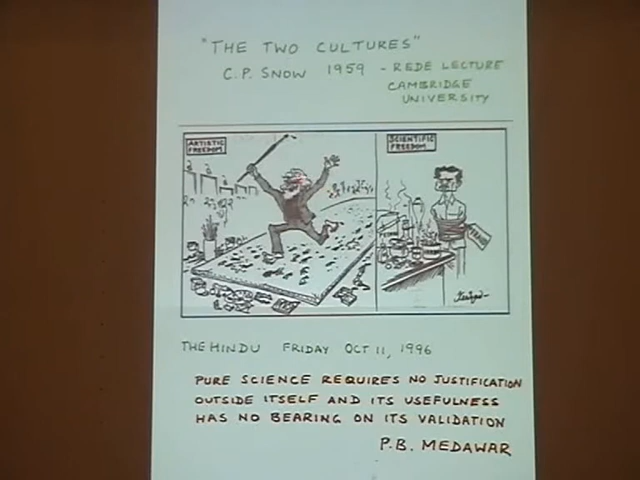 "THE TWO CULTURES"
C.P. SNOW 1959 - REDE LECTURE
CAMBRIDGE
UNIVERSITY
ARTISTIC
FREEDOM
SCIENTIFIC
FREEDOM
THE HINDU FRIDAY OCT 11, 1996
PURE SCIENCE REQUIRES NO JUSTIFICATION
OUTSIDE ITSELF AND ITS USEFULNESS
HAS NO BEARING ON ITS VALIDATION
P.B. MEDAWAR